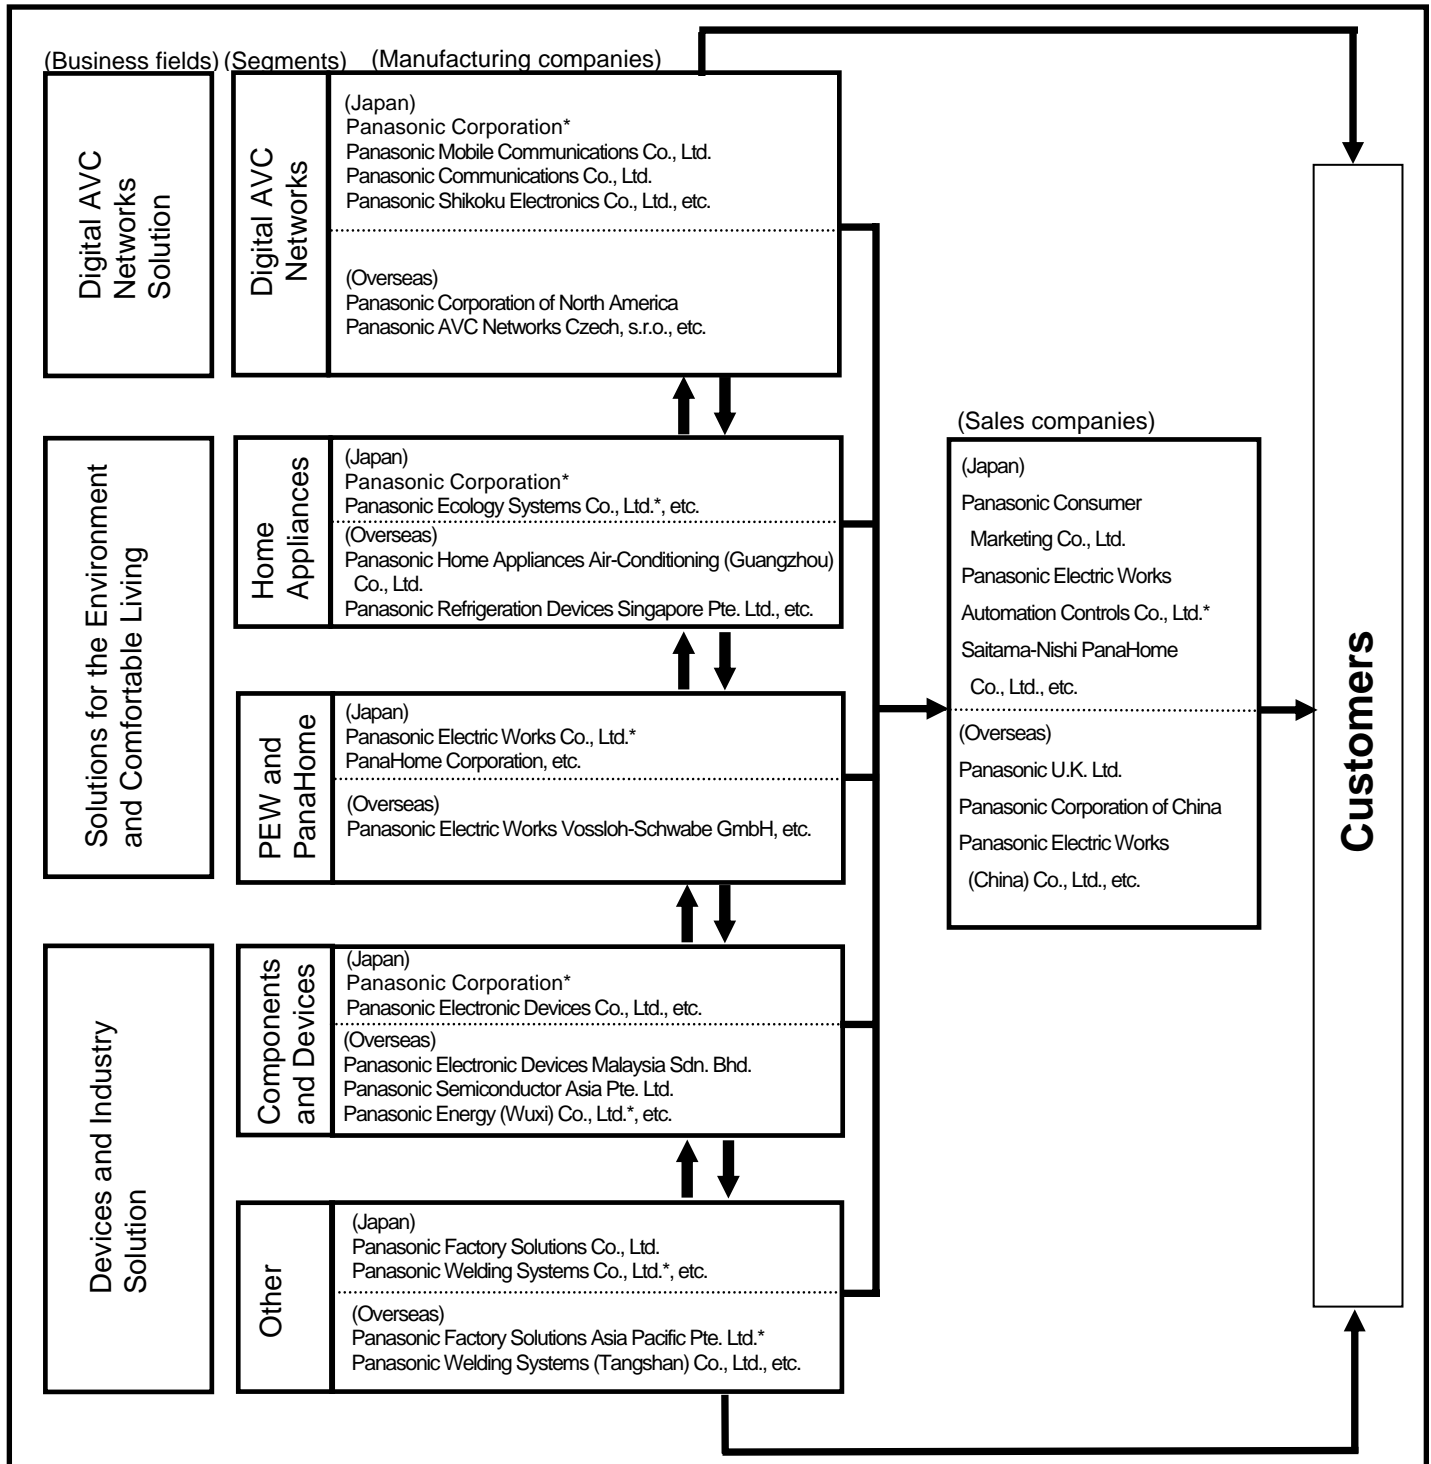 (Business fields) (Segments) (Manufacturing companies)
Digital AVC
Networks
Solution
Digital AVC
Networks
(Japan)
Panasonic Corporation*
Panasonic Mobile Communications Co., Ltd.
Panasonic Communications Co., Ltd.
Panasonic Shikoku Electronics Co., Ltd., etc.
(Overseas)
Panasonic Corporation of North America
Panasonic AVC Networks Czech, s.r.o., etc.
Solutions for the Environment
and Comfortable Living
Home
Appliances
(Japan)
Panasonic Corporation*
Panasonic Ecology Systems Co., Ltd.*, etc.
(Overseas)
Panasonic Home Appliances Air-Conditioning (Guangzhou)
Co., Ltd.
Panasonic Refrigeration Devices Singapore Pte. Ltd., etc.
PEW and
PanaHome
(Japan)
Panasonic Electric Works Co., Ltd.*
PanaHome Corporation, etc.
(Overseas)
Panasonic Electric Works Vossloh-Schwabe GmbH, etc.
Devices and Industry
Solution
Components
and Devices
(Japan)
Panasonic Corporation*
Panasonic Electronic Devices Co., Ltd., etc.
(Overseas)
Panasonic Electronic Devices Malaysia Sdn. Bhd.
Panasonic Semiconductor Asia Pte. Ltd.
Panasonic Energy (Wuxi) Co., Ltd.*, etc.
Other
(Japan)
Panasonic Factory Solutions Co., Ltd.
Panasonic Welding Systems Co., Ltd.*, etc.
(Overseas)
Panasonic Factory Solutions Asia Pacific Pte. Ltd.*
Panasonic Welding Systems (Tangshan) Co., Ltd., etc.
(Sales companies)
(Japan)
Panasonic Consumer
Marketing Co., Ltd.
Panasonic Electric Works
Automation Controls Co., Ltd.*
Saitama-Nishi PanaHome
Co., Ltd., etc.
(Overseas)
Panasonic U.K. Ltd.
Panasonic Corporation of China
Panasonic Electric Works
(China) Co., Ltd., etc.
Customers